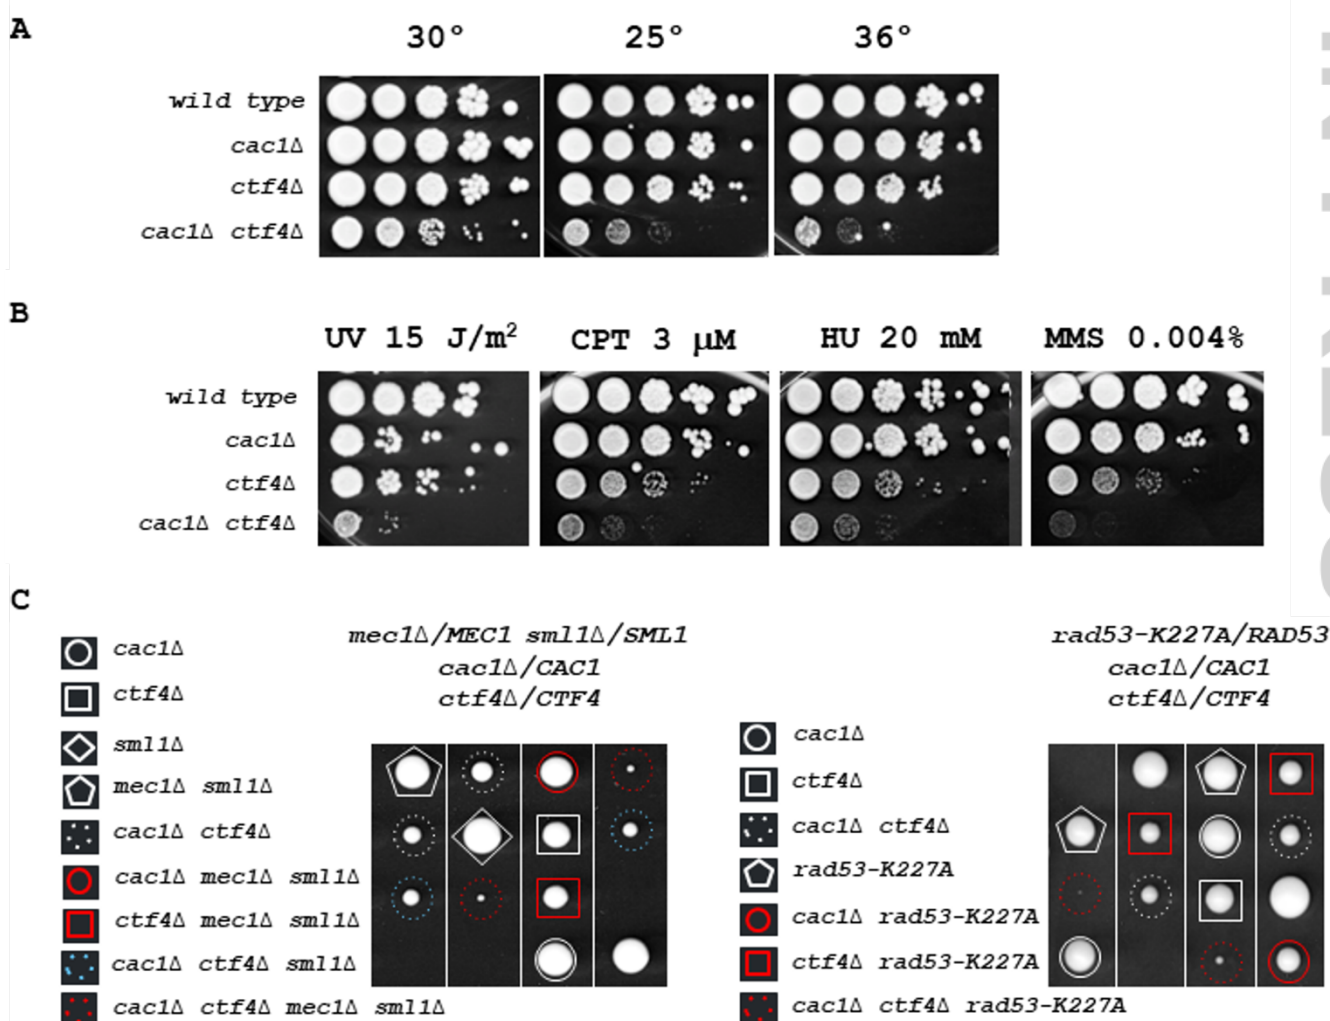 A
30° 25° 36°
wild type
cac1Δ
ctf4Δ
cac1Δ ctf4Δ
B
UV 15 J/m² CPT 3 μM HU 20 mM MMS 0.004%
wild type
cac1Δ
ctf4Δ
cac1Δ ctf4Δ
C
mec1Δ/MEC1 sml1Δ/SML1
cac1Δ/CAC1
ctf4Δ/CTF4
cac1Δ
ctf4Δ
sml1Δ
mec1Δ sml1Δ
cac1Δ ctf4Δ
cac1Δ mec1Δ sml1Δ
ctf4Δ mec1Δ sml1Δ
cac1Δ ctf4Δ sml1Δ
cac1Δ ctf4Δ mec1Δ sml1Δ
rad53-K227A/RAD53
cac1Δ/CAC1
ctf4Δ/CTF4
cac1Δ
ctf4Δ
cac1Δ ctf4Δ
rad53-K227A
cac1Δ rad53-K227A
ctf4Δ rad53-K227A
cac1Δ ctf4Δ rad53-K227A